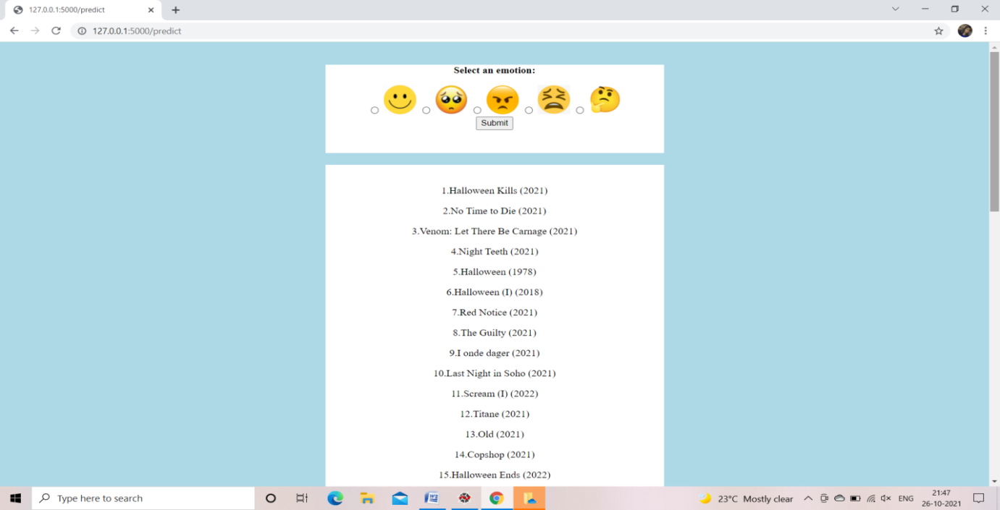 127.0.0.1:5000/predict
127.0.0.1:5000/predict
Select an emotion:
Submit
1.Halloween Kills (2021)
2.No Time to Die (2021)
3.Venom: Let There Be Carnage (2021)
4.Night Teeth (2021)
5.Halloween (1978)
6.Halloween (I) (2018)
7.Red Notice (2021)
8.The Guilty (2021)
9.I onde dager (2021)
10.Last Night in Soho (2021)
11.Scream (I) (2022)
12.Titane (2021)
13.Old (2021)
14.Copshop (2021)
15.Halloween Ends (2022)
Type here to search
23°C Mostly clear
ENG
21:47
26-10-2021